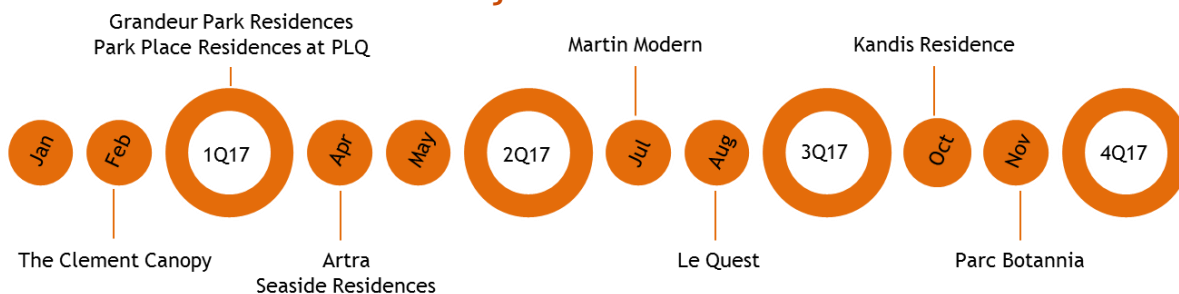 Grandeur Park Residences
Park Place Residences at PLQ
Martin Modern
Kandis Residence
Jan
Feb
1Q17
Apr
May
2Q17
Jul
Aug
3Q17
Oct
Nov
4Q17
The Clement Canopy
Artra
Seaside Residences
Le Quest
Parc Botannia